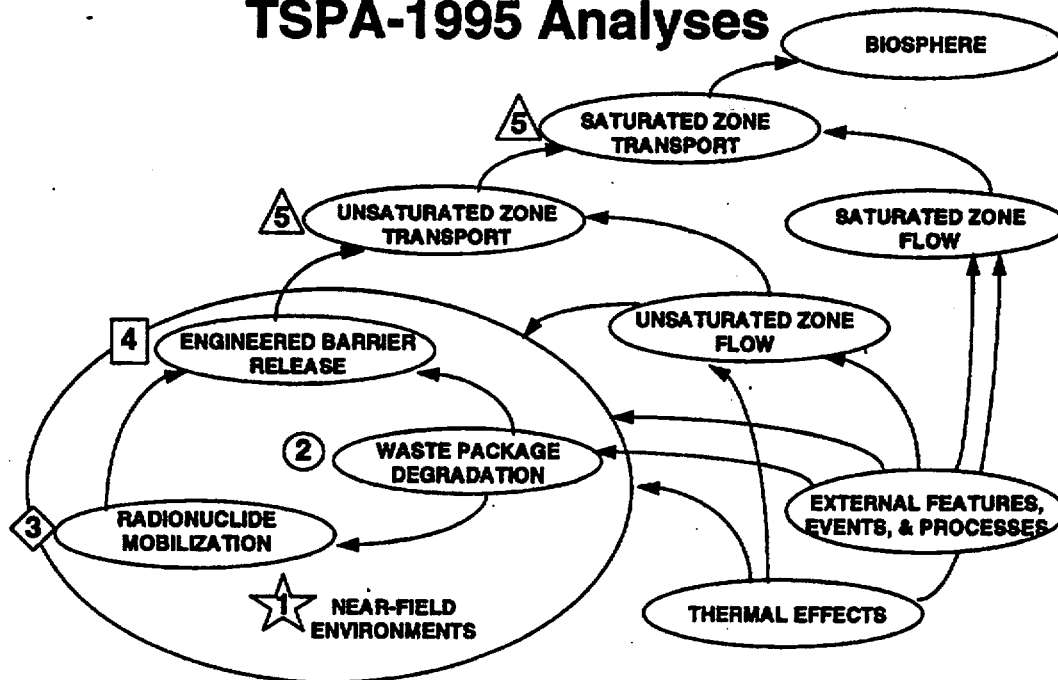 TSPA-1995 Analyses
BIOSPHERE
5
SATURATED ZONE
TRANSPORT
5
UNSATURATED ZONE
TRANSPORT
SATURATED ZONE
FLOW
4
ENGINEERED BARRIER
RELEASE
UNSATURATED ZONE
FLOW
2
WASTE PACKAGE
DEGRADATION
3
RADIONUCLIDE
MOBILIZATION
EXTERNAL FEATURES,
EVENTS, & PROCESSES
1
NEAR-FIELD
ENVIRONMENTS
THERMAL EFFECTS